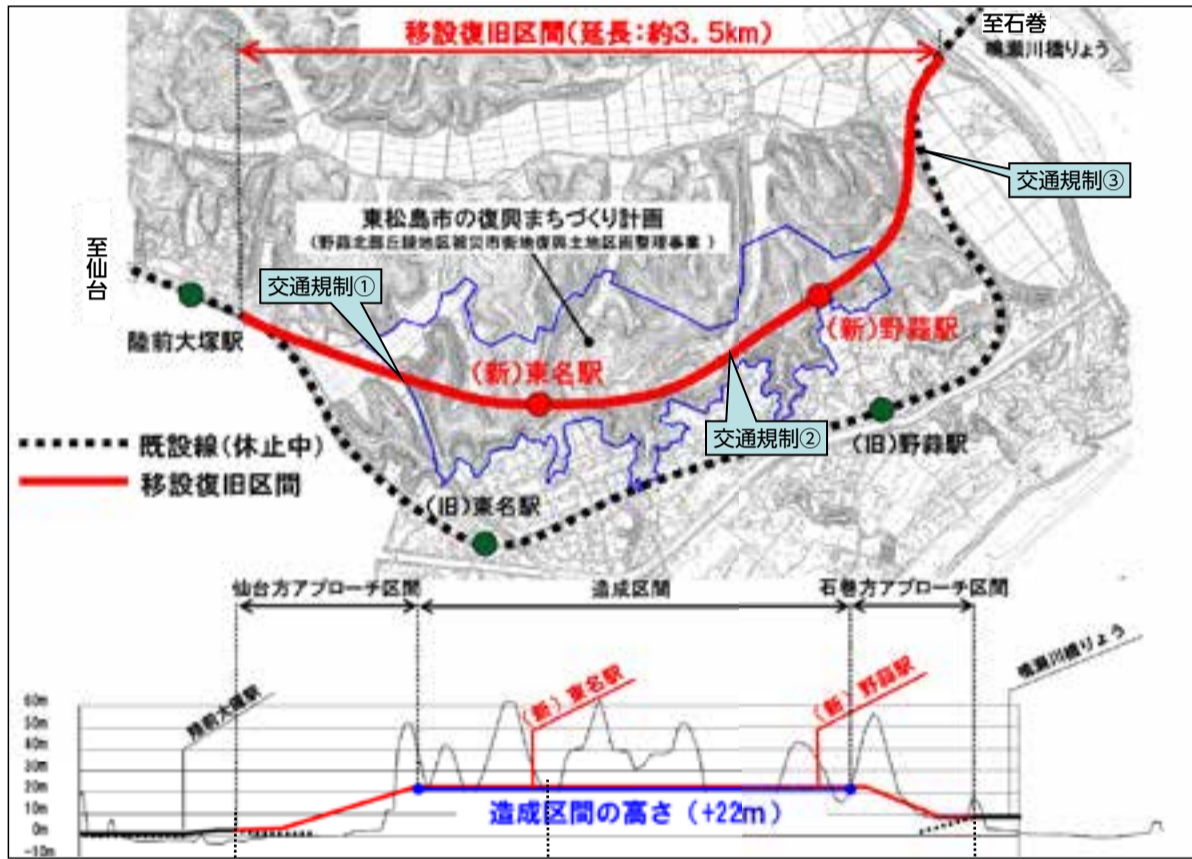 移設復旧区間(延長:約3.5km)
至石巻
鳴瀬川橋りょう
交通規制③
東松島市の復興まちづくり計画
(野蒜北部丘陵地区被災市街地復興土地区画整理事業)
至仙台
交通規制①
陸前大塚駅
(新)東名駅
(新)野蒜駅
交通規制②
(旧)野蒜駅
既設線(休止中)
移設復旧区間
(旧)東名駅
仙台方アプローチ区間
造成区間
石巻方アプローチ区間
陸前大塚駅
(新)東名駅
(新)野蒜駅
鳴瀬川橋りょう
60m
50m
40m
30m
20m
10m
0m
-10m
造成区間の高さ(+22m)